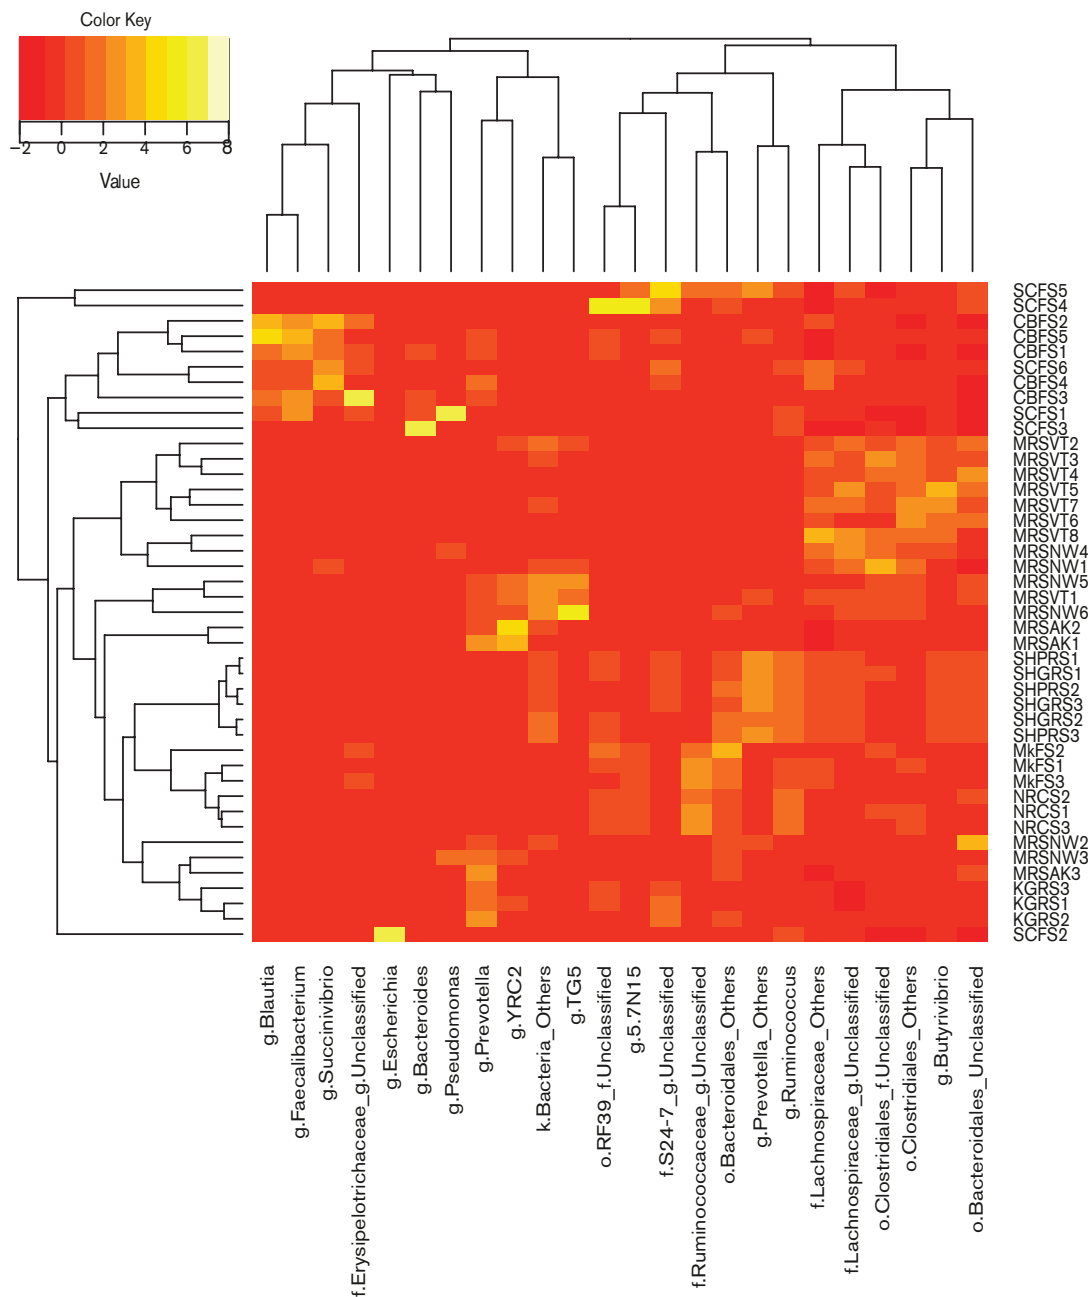 Color Key
−2 0 2 4 6 8
Value
SCFS5
SCFS4
CBFS2
CBFS5
CBFS1
SCFS6
CBFS4
CBFS3
SCFS1
SCFS3
MRSVT2
MRSVT3
MRSVT4
MRSVT5
MRSVT7
MRSVT6
MRSVT8
MRSNW4
MRSNW1
MRSNW5
MRSVT1
MRSNW6
MRSAK2
MRSAK1
SHPRS1
SHGRS1
SHPRS2
SHGRS3
SHGRS2
SHPRS3
MkFS2
MkFS1
MkFS3
NRCS2
NRCS1
NRCS3
MRSNW2
MRSNW3
MRSAK3
KGRS3
KGRS1
KGRS2
SCFS2
g.Blautia
g.Faecalibacterium
g.Succinivibrio
f.Erysipelotrichaceae_g.Unclassified
g.Escherichia
g.Bacteroides
g.Pseudomonas
g.Prevotella
g.YRC2
k.Bacteria_Others
g.TG5
o.RF39_f.Unclassified
g.5.7N15
f.S24-7_g.Unclassified
f.Ruminococcaceae_g.Unclassified
o.Bacteroidales_Others
g.Prevotella_Others
g.Ruminococcus
f.Lachnospiraceae_Others
f.Lachnospiraceae_g.Unclassified
o.Clostridiales_f.Unclassified
o.Clostridiales_Others
g.Butyrivibrio
o.Bacteroidales_Unclassified